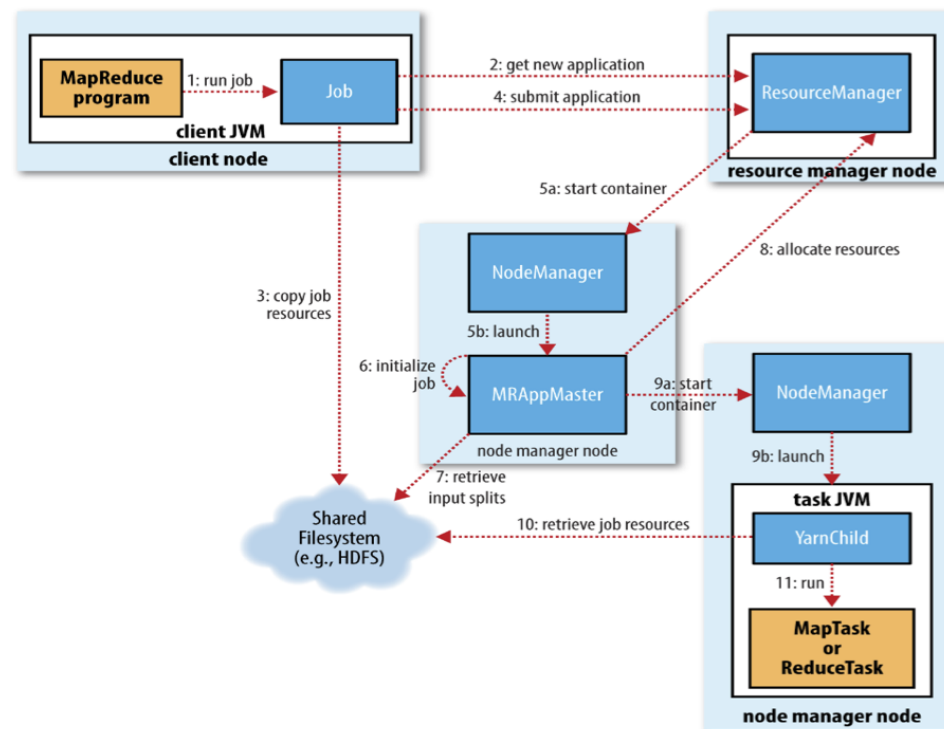 MapReduce
program
1: run job
Job
client JVM
client node
2: get new application
4: submit application
ResourceManager
resource manager node
5a: start container
8: allocate resources
3: copy job
resources
NodeManager
5b: launch
6: initialize
job
MRAppMaster
node manager node
9a: start
container
NodeManager
9b: launch
7: retrieve
input splits
Shared
Filesystem
(e.g., HDFS)
10: retrieve job resources
task JVM
YarnChild
11: run
MapTask
or
ReduceTask
node manager node